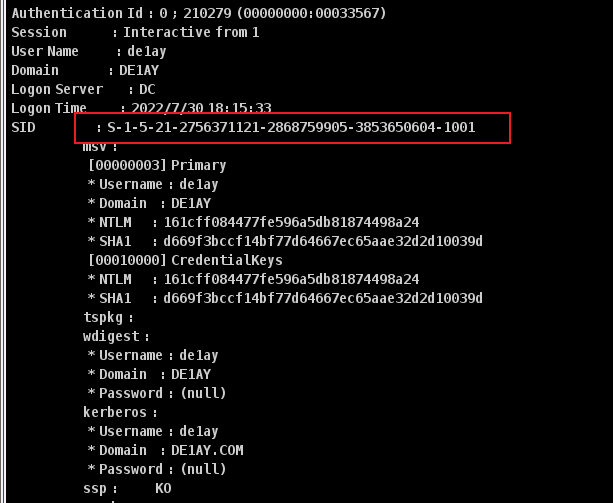 Authentication Id : 0 ; 210279 (00000000:00033567)
Session : Interactive from 1
User Name : de1ay
Domain : DE1AY
Logon Server : DC
Logon Time : 2022/7/30 18:15:33
SID : S-1-5-21-2756371121-2868759905-3853650604-1001
msv :
[00000003] Primary
* Username : de1ay
* Domain : DE1AY
* NTLM : 161cff084477fe596a5db81874498a24
* SHA1 : d669f3bccf14bf77d64667ec65aae32d2d10039d
[00010000] CredentialKeys
* NTLM : 161cff084477fe596a5db81874498a24
* SHA1 : d669f3bccf14bf77d64667ec65aae32d2d10039d
tspkg :
wdigest :
* Username : de1ay
* Domain : DE1AY
* Password : (null)
kerberos :
* Username : de1ay
* Domain : DE1AY.COM
* Password : (null)
ssp : KO